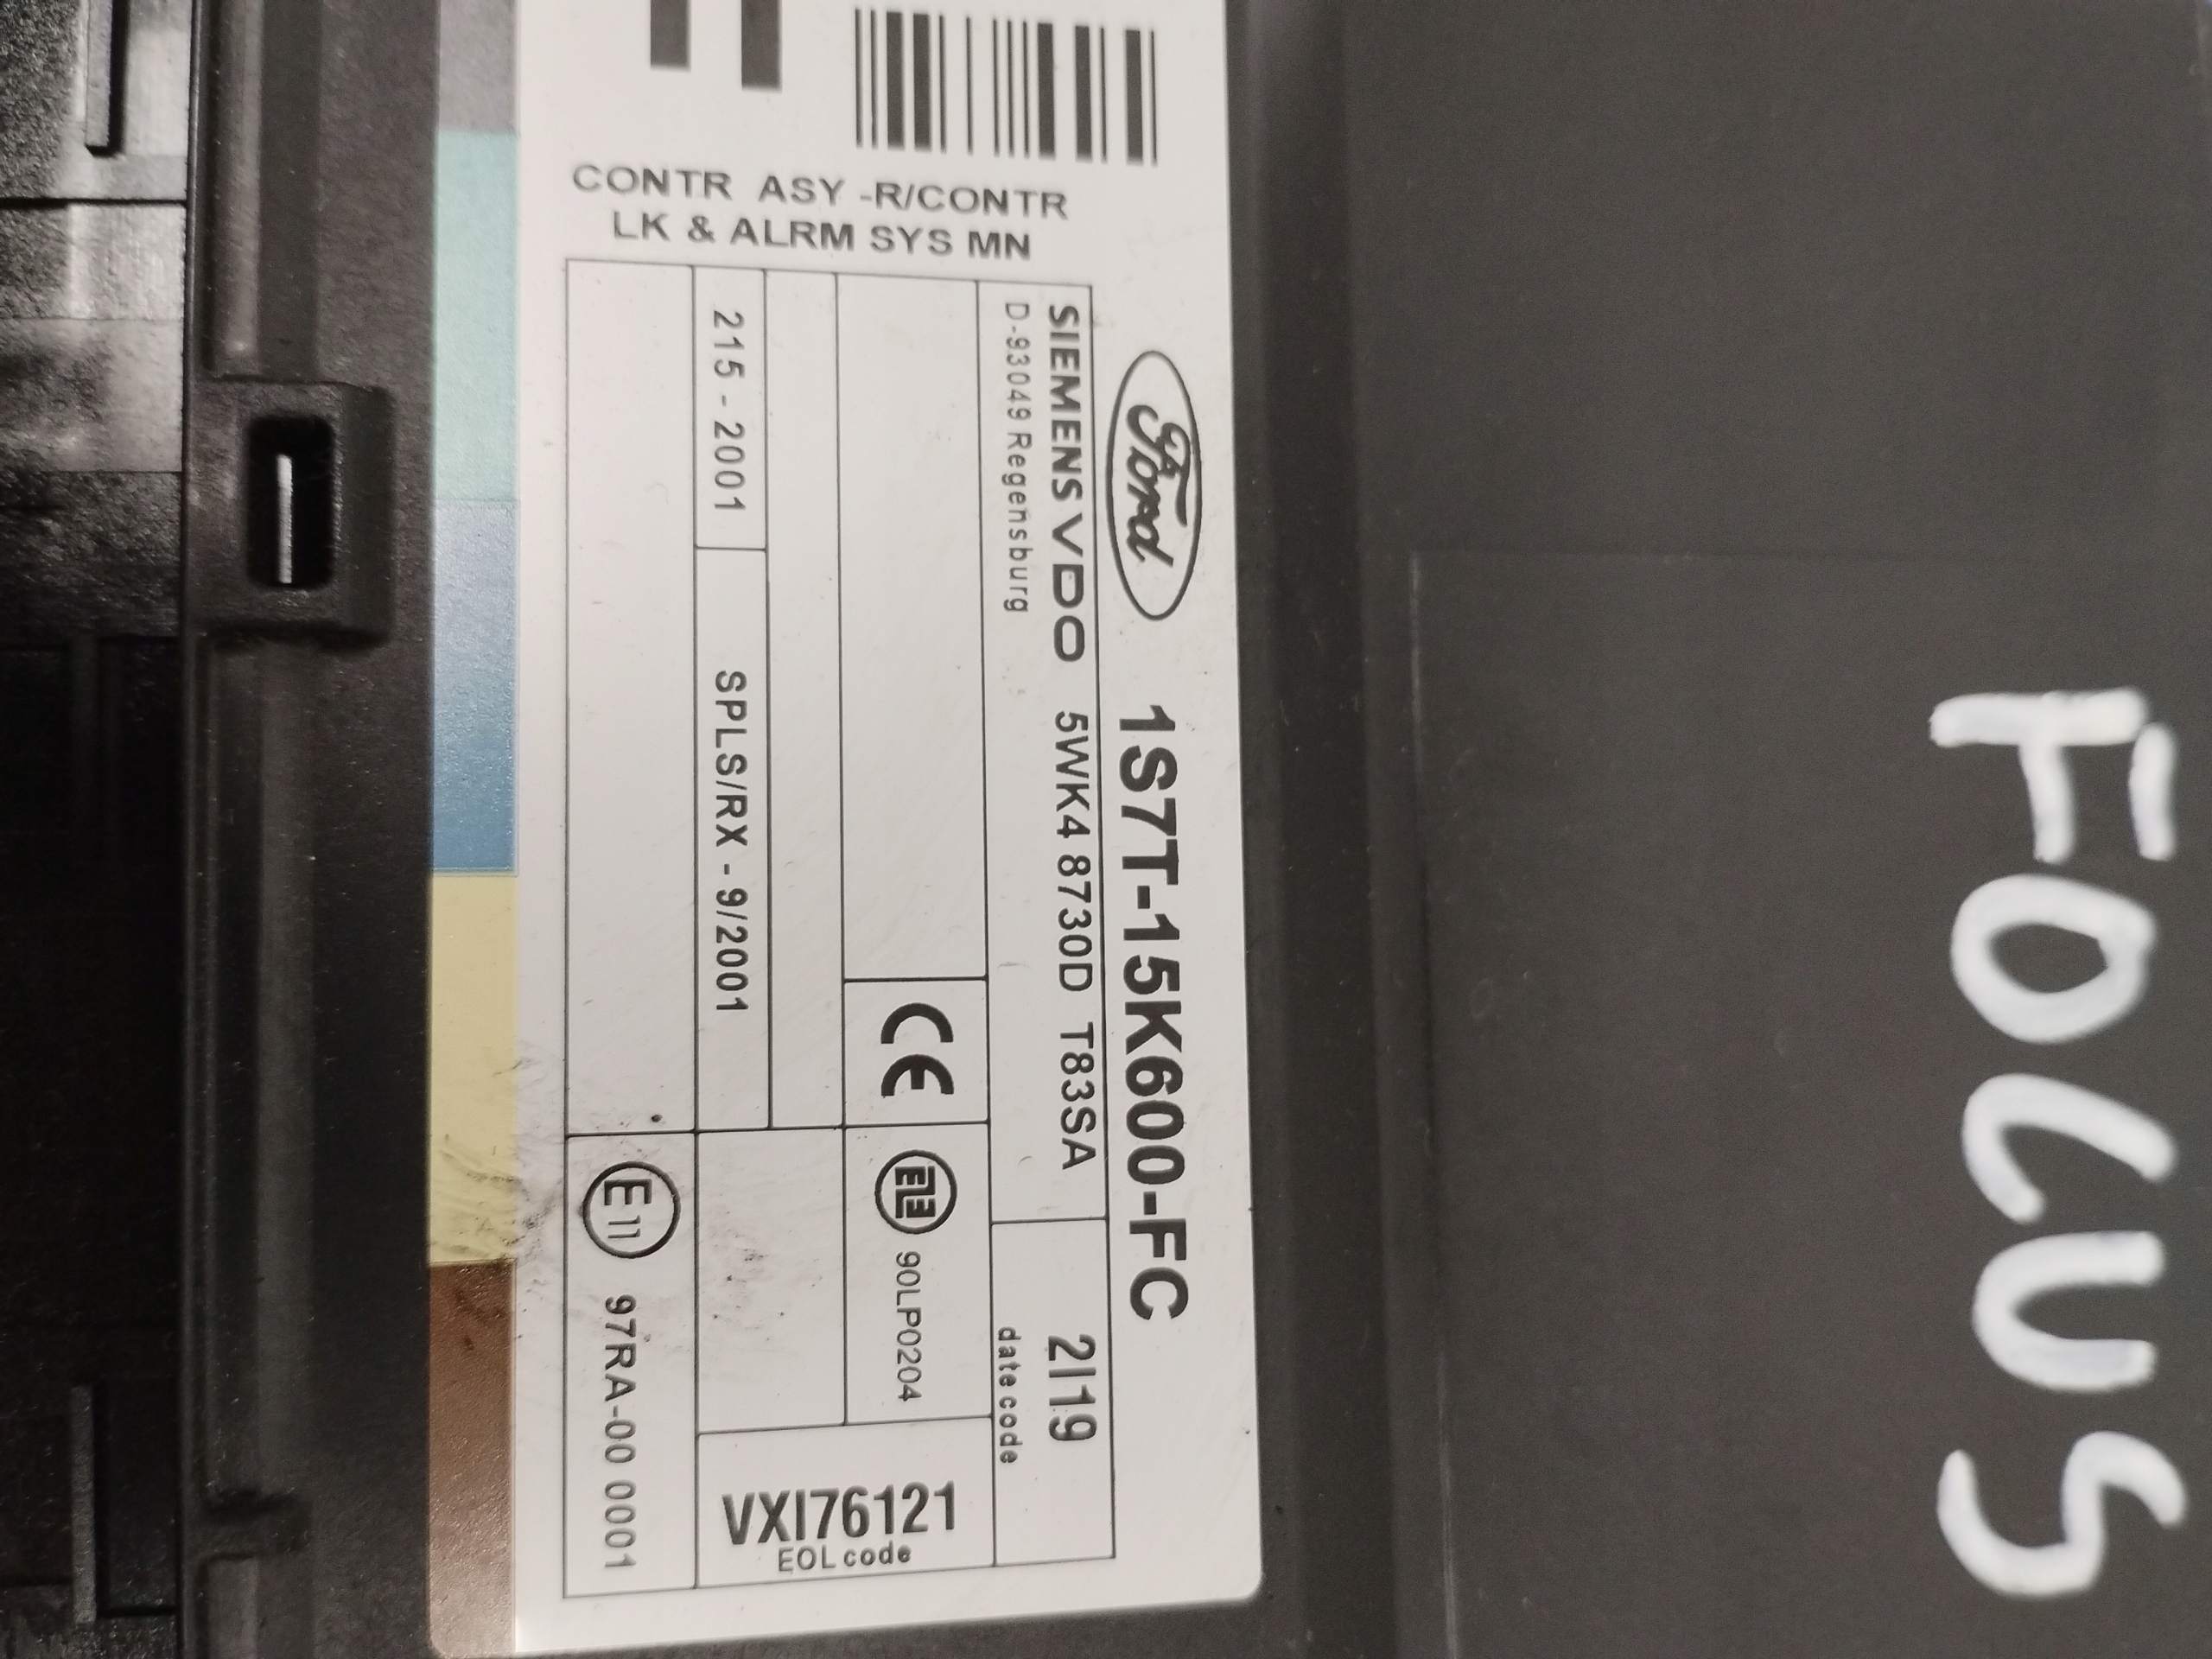 CONTR ASY -R/CONTR
LK & ALRM SYS MN
Ford 1S7T-15K600-FC
SIEMENS VDO 5WK4 8730D T83SA
D-93049 Regensburg
2I19
date code
CE
90LP0204
VXI76121
EOL code
215 - 2001
SPLS/RX - 9/2001
E11 97RA-00 0001
FOCUS